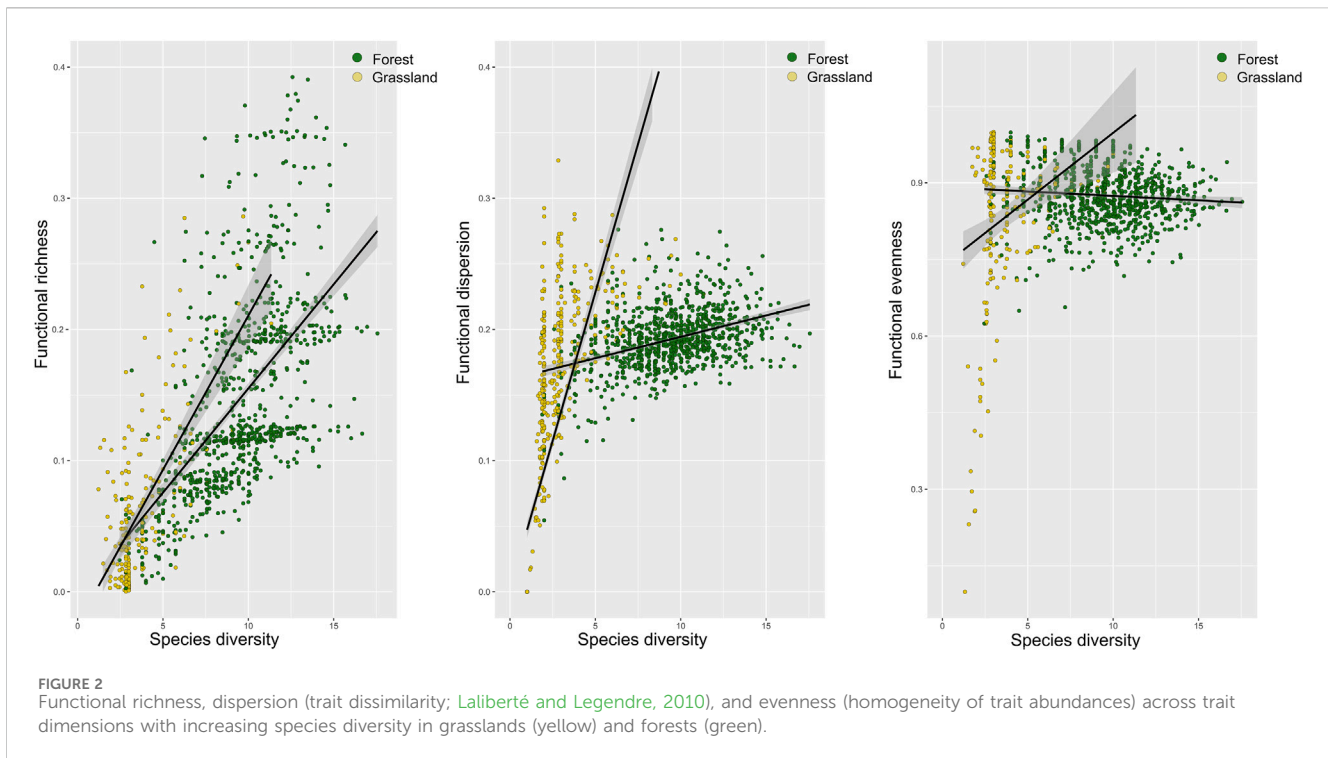 Forest
Grassland
Functional richness
0.4
0.3
0.2
0.1
0.0
0
5
10
15
Species diversity
Forest
Grassland
Functional dispersion
0.4
0.3
0.2
0.1
0.0
0
5
10
15
Species diversity
Forest
Grassland
Functional evenness
0.9
0.6
0.3
0
5
10
15
Species diversity
FIGURE 2
Functional richness, dispersion (trait dissimilarity; Laliberté and Legendre, 2010), and evenness (homogeneity of trait abundances) across trait
dimensions with increasing species diversity in grasslands (yellow) and forests (green).